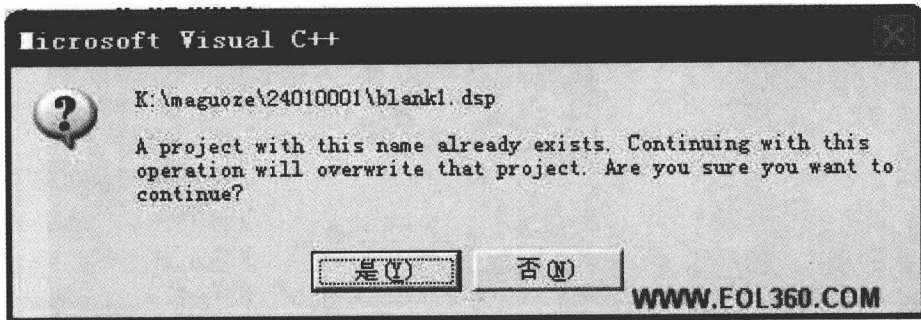 Microsoft Visual C++
K:\maguoze\24010001\blank1.dsp
A project with this name already exists. Continuing with this
operation will overwrite that project. Are you sure you want to
continue?
是(Y)
否(N)
WWW.EOL360.COM